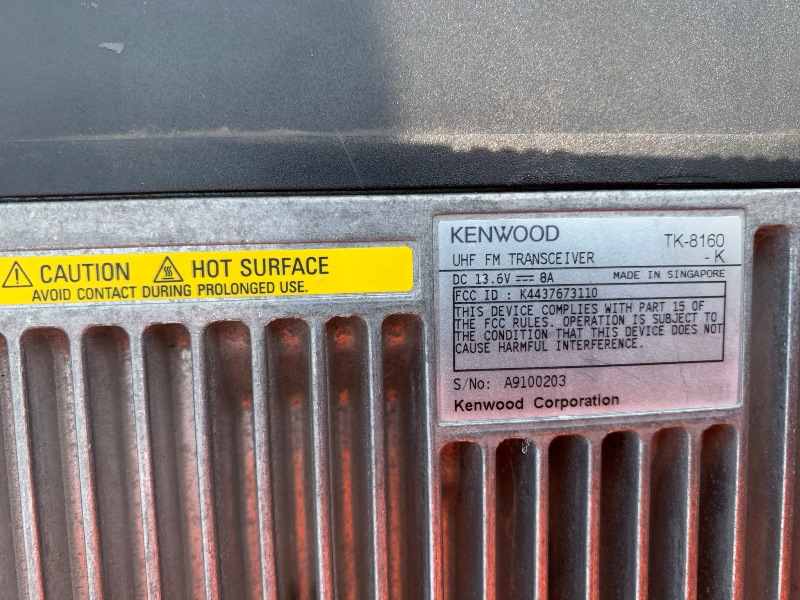 CAUTION HOT SURFACE
AVOID CONTACT DURING PROLONGED USE.
KENWOOD TK-8160
UHF FM TRANSCEIVER -K
DC 13.6V ⎓ 8A MADE IN SINGAPORE
FCC ID : K4437673110
THIS DEVICE COMPLIES WITH PART 15 OF
THE FCC RULES. OPERATION IS SUBJECT TO
THE CONDITION THAT THIS DEVICE DOES NOT
CAUSE HARMFUL INTERFERENCE.
S/No: A9100203
Kenwood Corporation